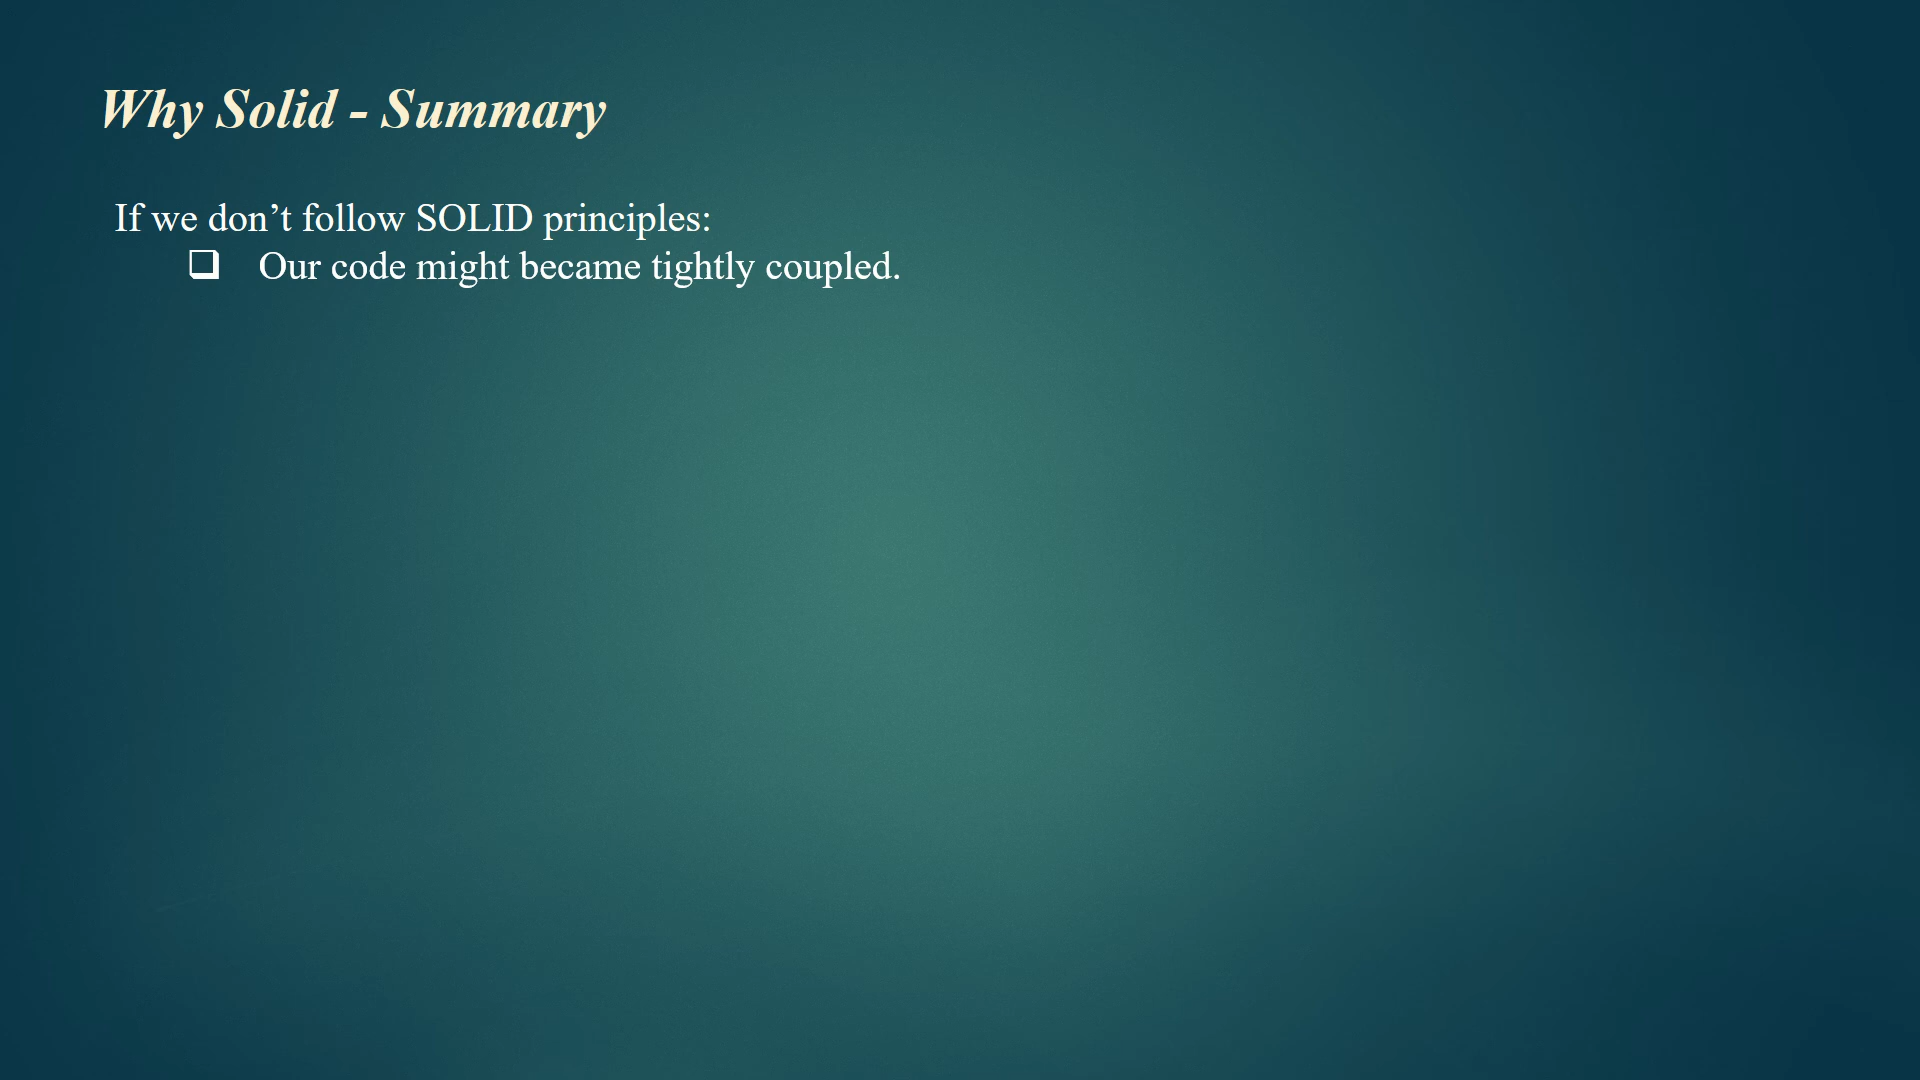 Why Solid - Summary
If we don’t follow SOLID principles:
❑ Our code might became tightly coupled.